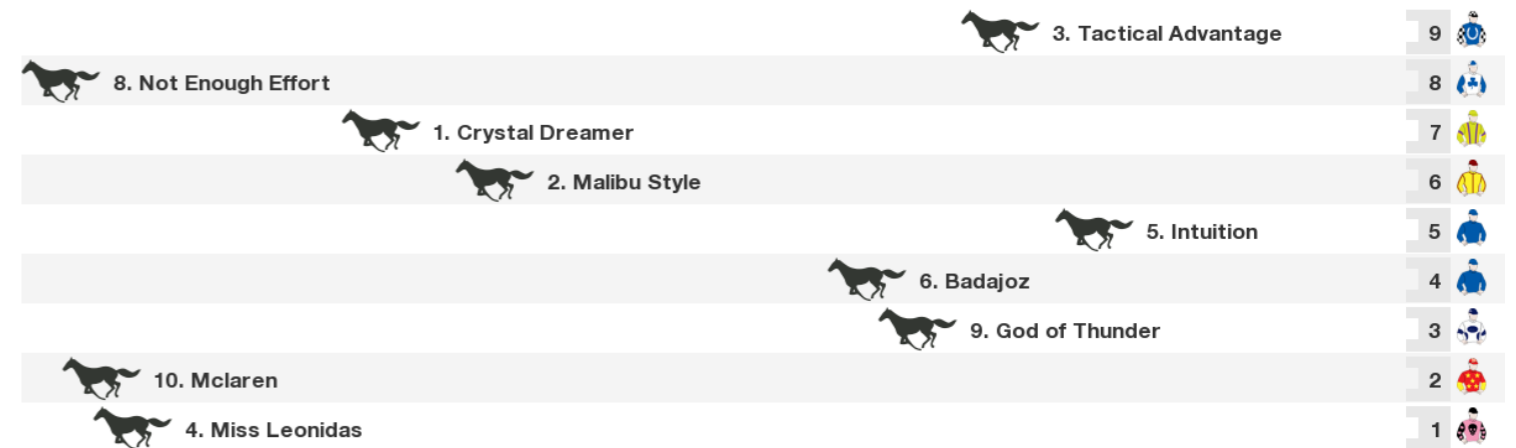 3. Tactical Advantage 9
8. Not Enough Effort 8
1. Crystal Dreamer 7
2. Malibu Style 6
5. Intuition 5
6. Badajoz 4
9. God of Thunder 3
10. Mclaren 2
4. Miss Leonidas 1